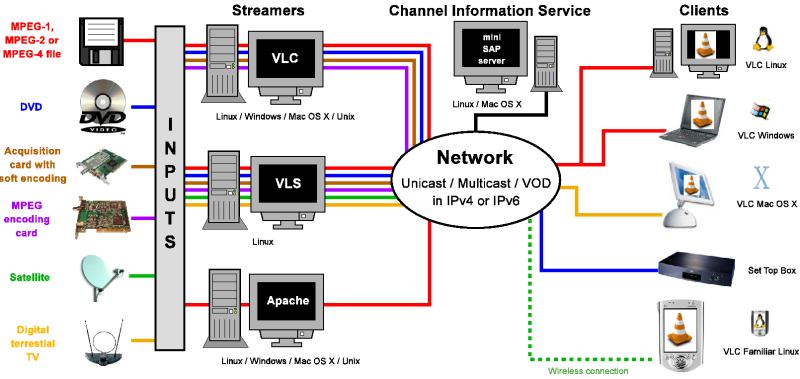 Streamers
Channel Information Service
Clients
MPEG-1,
MPEG-2 or
MPEG-4 file
DVD
DVD
VIDEO
Acquisition
card with
soft encoding
MPEG
encoding
card
Satellite
Digital
terrestial
TV
INPUTS
VLC
Linux / Windows / Mac OS X / Unix
VLS
Linux
Apache
Linux / Windows / Mac OS X / Unix
mini
SAP
server
Linux / Mac OS X
Network
Unicast / Multicast / VOD
in IPv4 or IPv6
VLC Linux
VLC Windows
X
VLC Mac OS X
Set Top Box
VLC Familiar Linux
Wireless connection